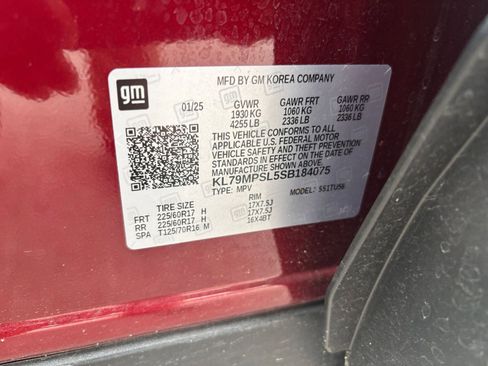 gm
MFD BY GM KOREA COMPANY
01/25 GVWR GAWR FRT GAWR RR
1930 KG 1060 KG 1060 KG
4255 LB 2336 LB 2336 LB
THIS VEHICLE CONFORMS TO ALL
APPLICABLE U.S. FEDERAL MOTOR
VEHICLE SAFETY, BUMPER, AND THEFT
PREVENTION STANDARDS IN EFFECT ON
THE DATE OF MANUFACTURE SHOWN ABOVE.
KL79MPSL5SB184075
TYPE: MPV MODEL: 5S1TU56
TIRE SIZE RIM
FRT 225/60R17 H 17X7.5J
RR 225/60R17 H 17X7.5J
SPA T125/70R16 M 16X4BT